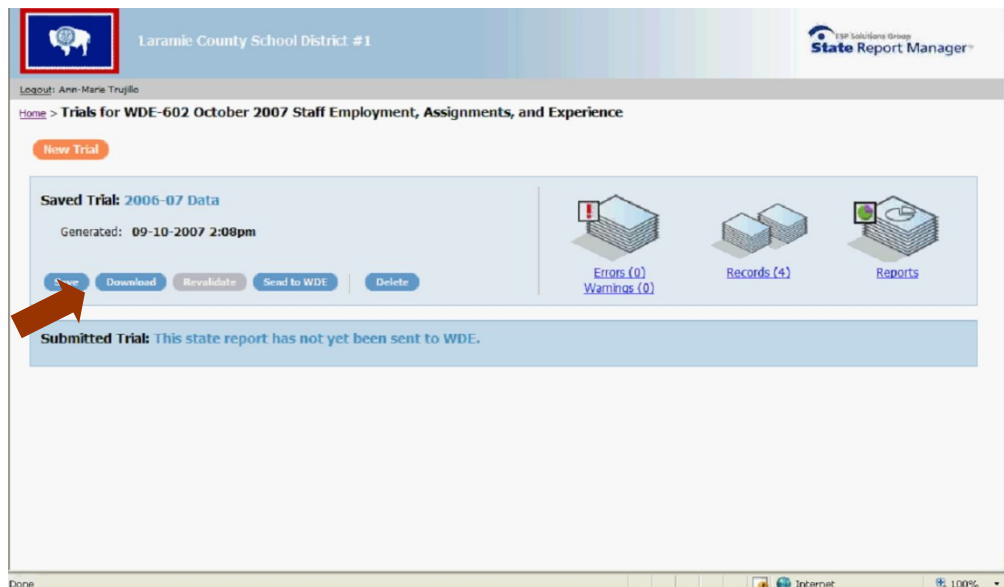 Laramie County School District #1
ESP Solutions Group
State Report Manager
Logout: Ann-Marie Trujillo
Home > Trials for WDE-602 October 2007 Staff Employment, Assignments, and Experience
New Trial
Saved Trial: 2006-07 Data
Generated: 09-10-2007 2:08pm
Save Download Revalidate Send to WDE Delete
Errors (0)
Warnings (0)
Records (4)
Reports
Submitted Trial: This state report has not yet been sent to WDE.
Done Internet 100%